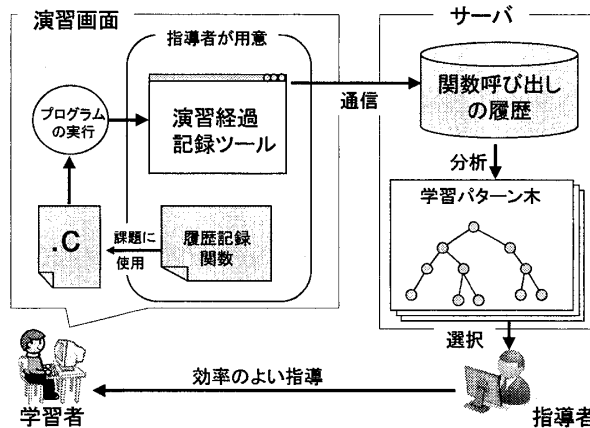 演習画面
サーバ
指導者が用意
プログラム
の実行
演習経過
記録ツール
通信
関数呼び出し
の履歴
分析
学習パターン木
.C
課題に
使用
履歴記録
関数
選択
効率のよい指導
学習者
指導者